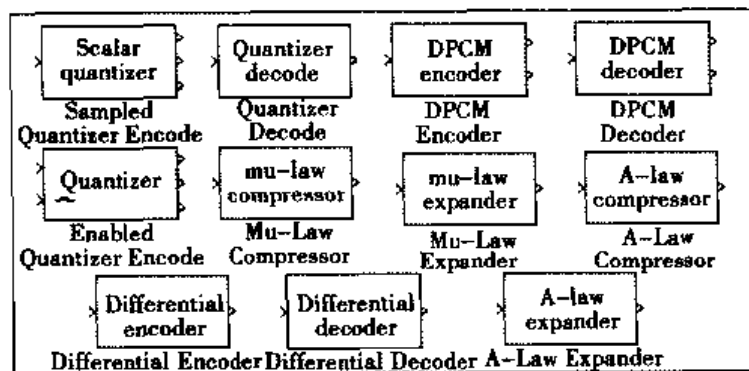 Scalar
quantizer
Quantizer
decode
DPCM
encoder
DPCM
decoder
Sampled
Quantizer Encode
Quantizer
Decode
DPCM
Encoder
DPCM
Decoder
Quantizer
mu-law
compressor
mu-law
expander
A-law
compressor
Enabled
Quantizer Encode
Mu-Law
Compressor
Mu-Law
Expander
A-Law
Compressor
Differential
encoder
Differential
decoder
A-law
expander
Differential Encoder
Differential Decoder
A-Law Expander